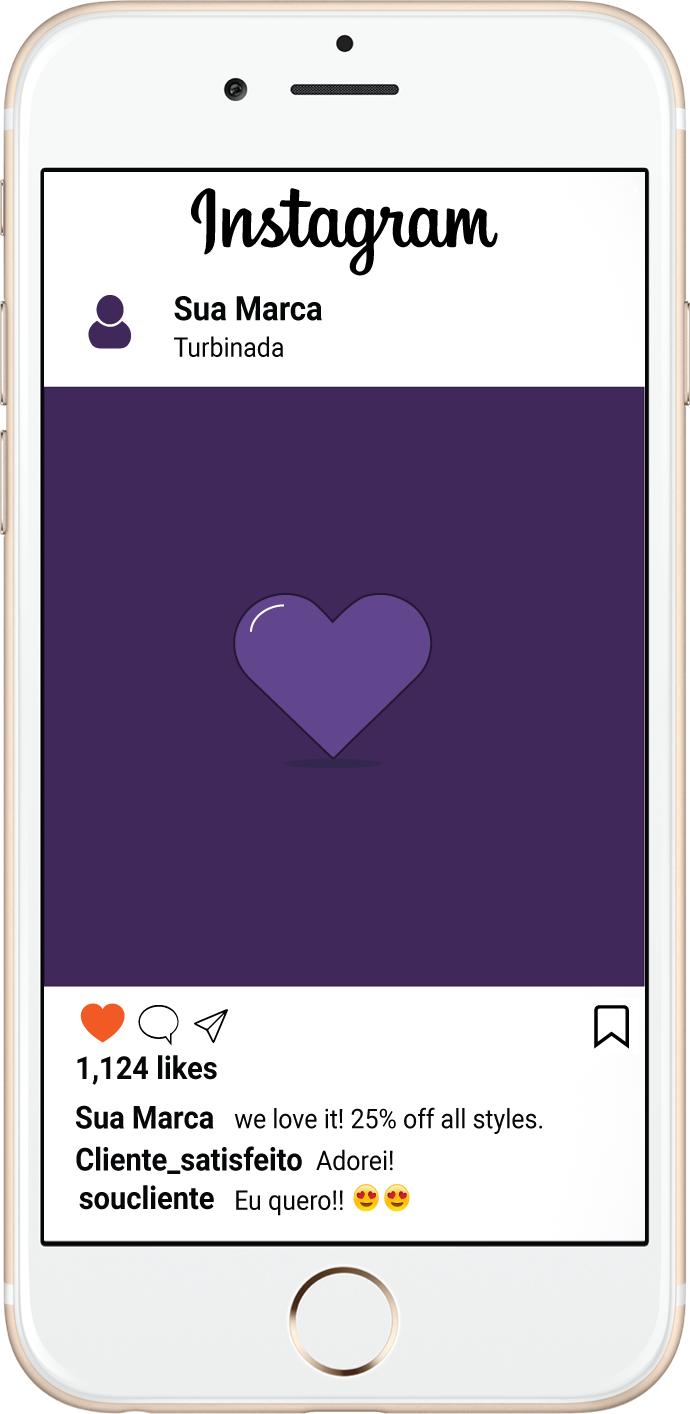 Instagram
Sua Marca
Turbinada
1,124 likes
Sua Marca we love it! 25% off all styles.
Cliente_satisfeito Adorei!
soucliente Eu quero!! 😍😍